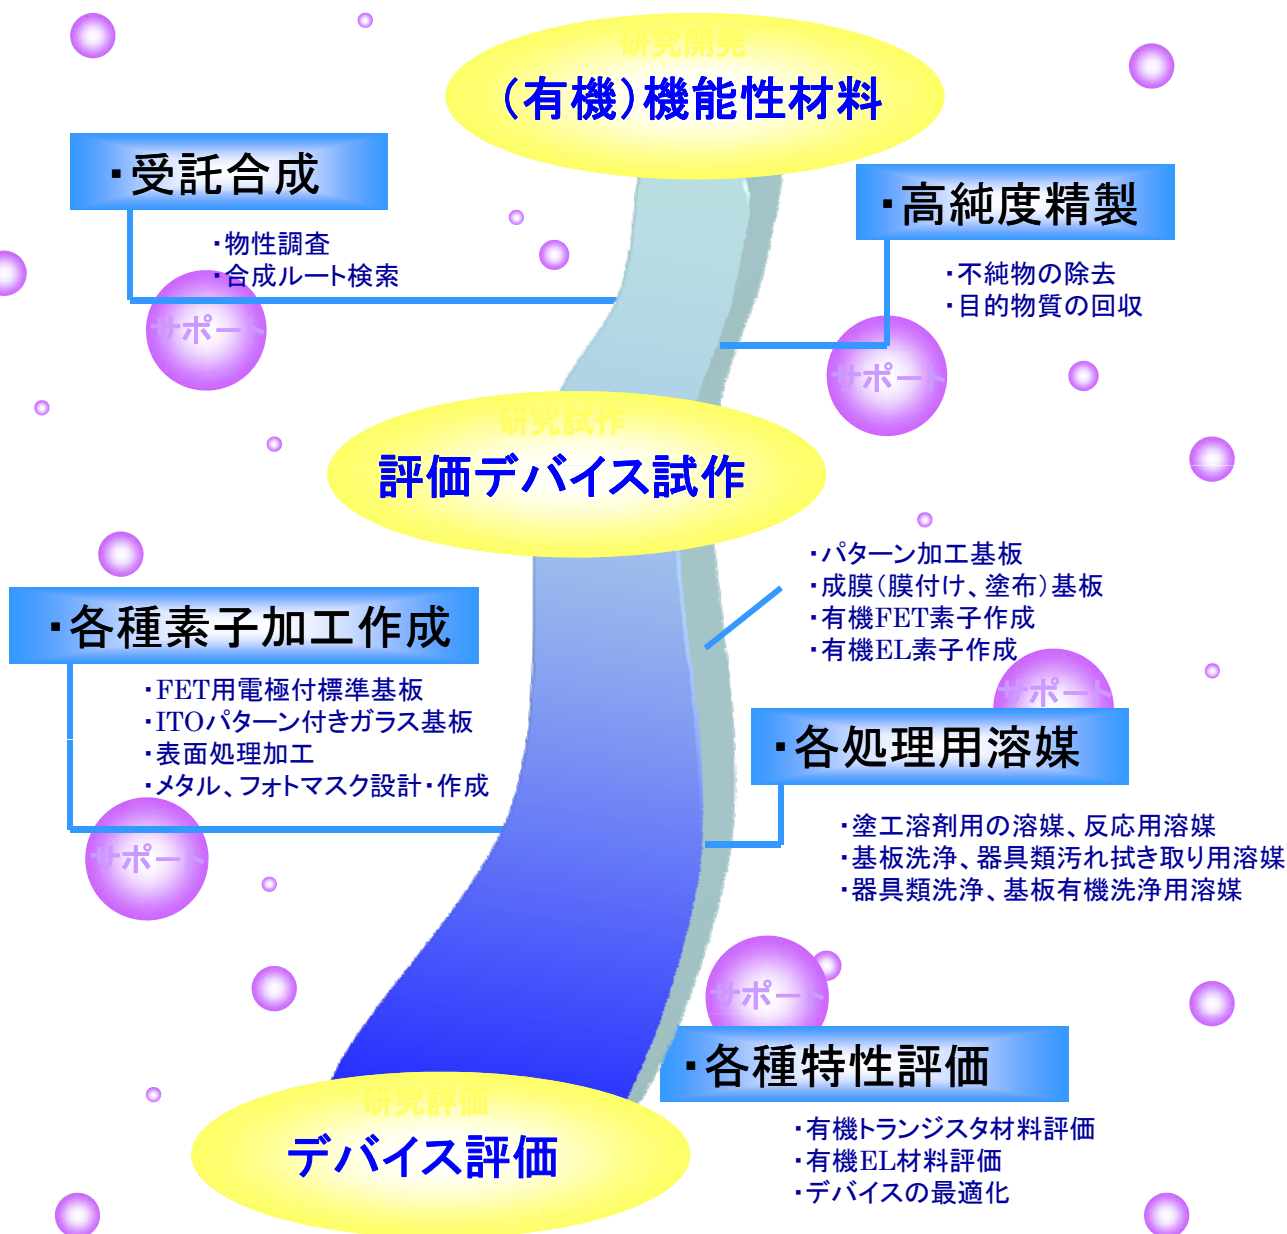 研究開発
（有機）機能性材料
・受託合成
・物性調査
・合成ルート検索
サポート
・高純度精製
・不純物の除去
・目的物質の回収
サポート
研究試作
評価デバイス試作
・パターン加工基板
・成膜（膜付け、塗布）基板
・有機FET素子作成
・有機EL素子作成
・各種素子加工作成
・FET用電極付標準基板
・ITOパターン付きガラス基板
・表面処理加工
・メタル、フォトマスク設計・作成
サポート
サポート
・各処理用溶媒
・塗工溶剤用の溶媒、反応用溶媒
・基板洗浄、器具類汚れ拭き取り用溶媒
・器具類洗浄、基板有機洗浄用溶媒
サポート
・各種特性評価
・有機トランジスタ材料評価
・有機EL材料評価
・デバイスの最適化
研究評価
デバイス評価